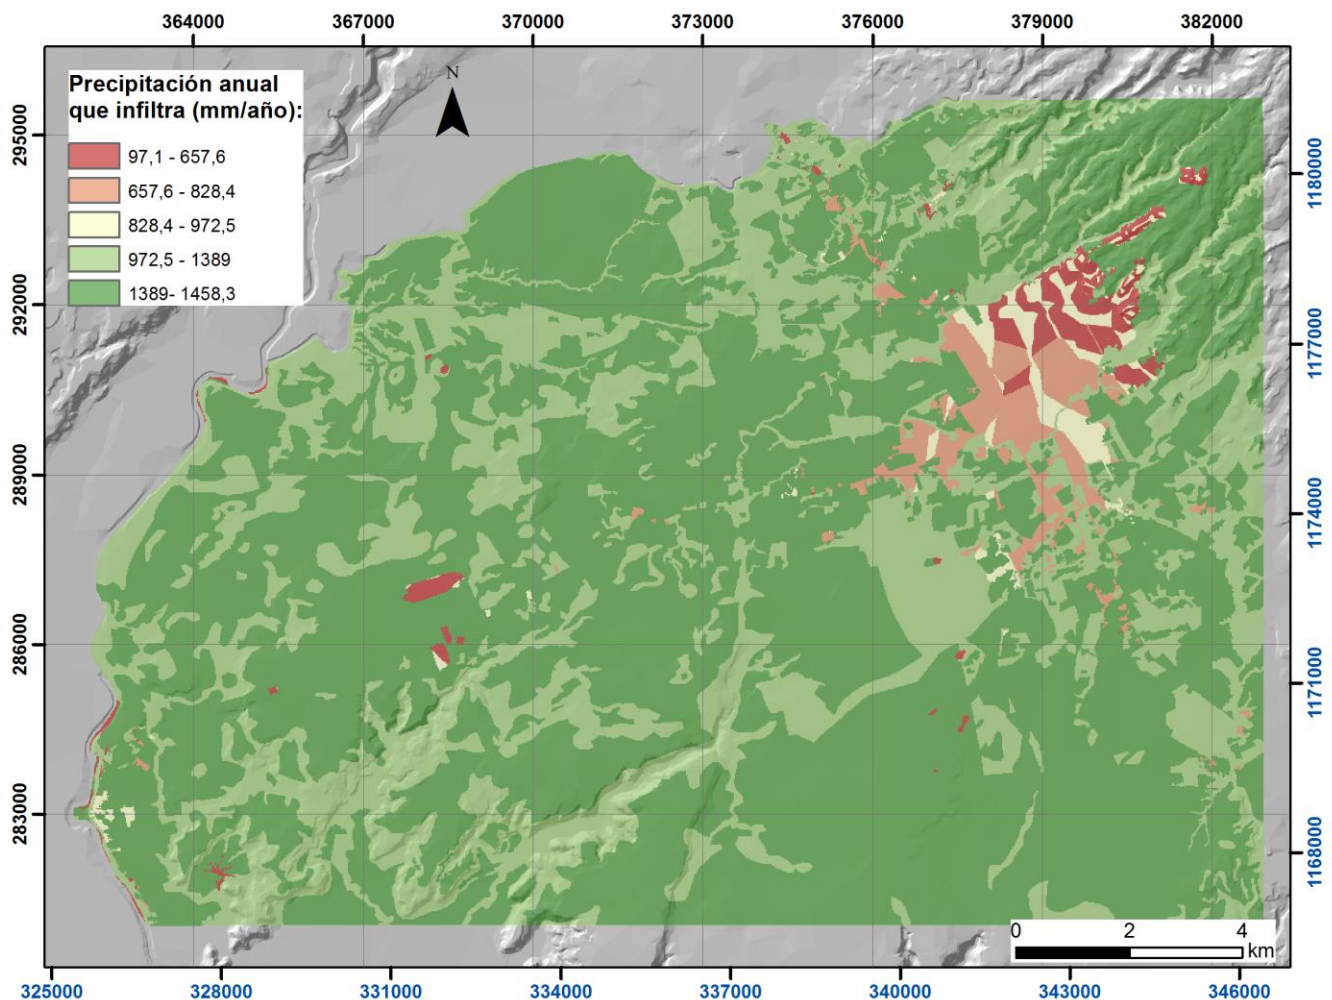 364000 367000 370000 373000 376000 379000 382000
Precipitación anual
que infiltra (mm/año):
97,1 - 657,6
657,6 - 828,4
828,4 - 972,5
972,5 - 1389
1389- 1458,3
N
295000
292000
289000
286000
283000
1180000
1177000
1174000
1171000
1168000
0 2 4
km
325000 328000 331000 334000 337000 340000 343000 346000